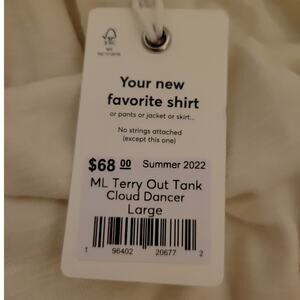 Your new
favorite shirt
or pants or jacket or skirt...
No strings attached
(except this one)
$68 00 Summer 2022
ML Terry Out Tank
Cloud Dancer
Large
1 96402 20677 2